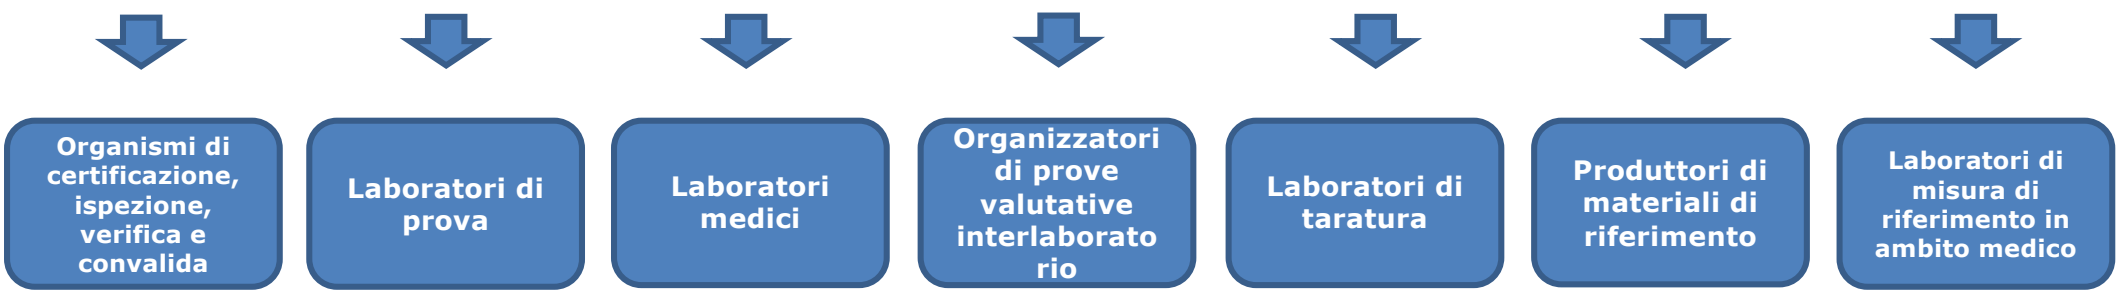 Organismi di
certificazione,
ispezione,
verifica e
convalida
Laboratori di
prova
Laboratori
medici
Organizzatori
di prove
valutative
interlaborato
rio
Laboratori di
taratura
Produttori di
materiali di
riferimento
Laboratori di
misura di
riferimento in
ambito medico